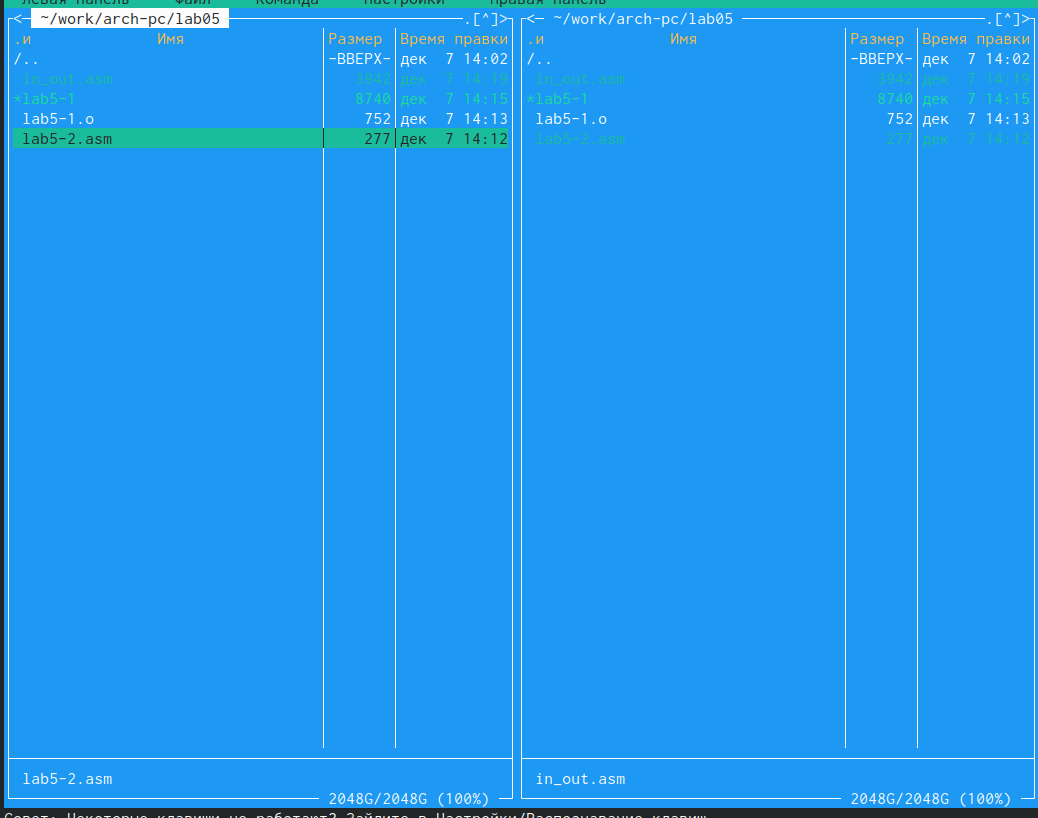 левая панель Файл Команда Настройки Правая панель
<─ ~/work/arch-pc/lab05 .[^]>
.и Имя Размер Время правки
/.. -ВВЕРХ- дек 7 14:02
in_out.asm 3942 дек 7 14:19
*lab5-1 8740 дек 7 14:15
lab5-1.o 752 дек 7 14:13
lab5-2.asm 277 дек 7 14:12
lab5-2.asm
2048G/2048G (100%)
<─ ~/work/arch-pc/lab05 .[^]>
.и Имя Размер Время правки
/.. -ВВЕРХ- дек 7 14:02
in_out.asm 3942 дек 7 14:19
*lab5-1 8740 дек 7 14:15
lab5-1.o 752 дек 7 14:13
lab5-2.asm 277 дек 7 14:12
in_out.asm
2048G/2048G (100%)
Совет: Некоторые клавиши не работают? Зайдите в Настройки/Распознавание клавиш